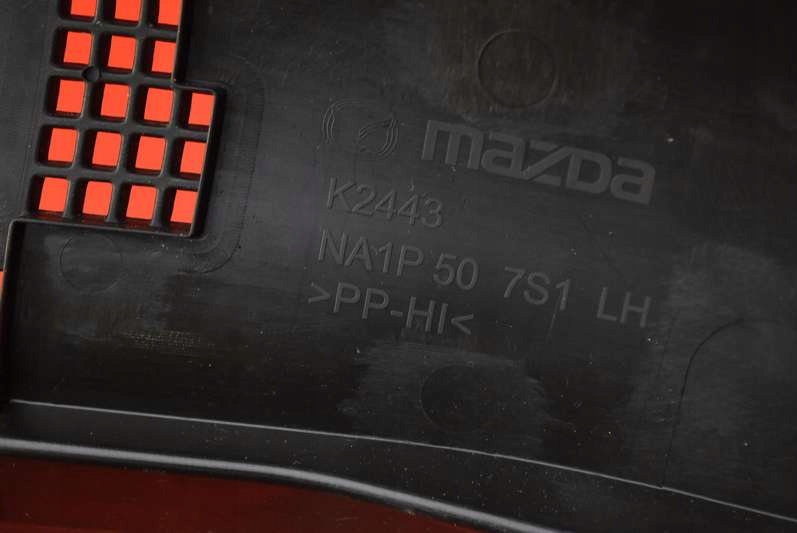 mazda
K2443
NA1P 50 7S1 LH
>PP-HI<